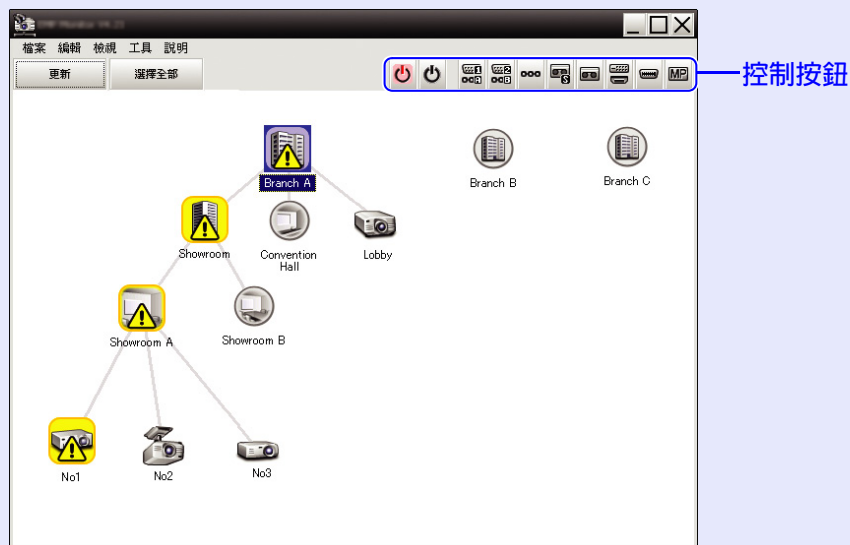 檔案 編輯 檢視 工具 說明
更新 選擇全部
MP
控制按鈕
Branch A
Branch B
Branch C
Showroom
Convention
Hall
Lobby
Showroom A
Showroom B
No1
No2
No3